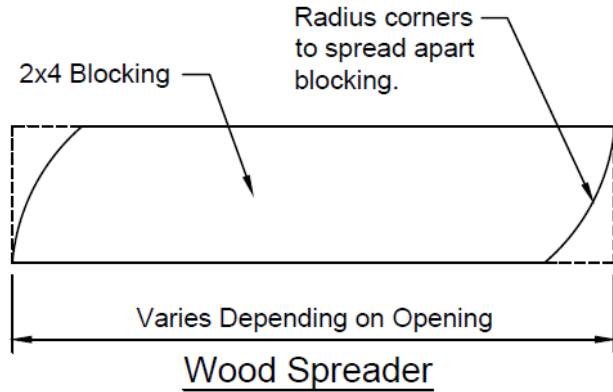 Radius corners
to spread apart
blocking.
2x4 Blocking
Varies Depending on Opening
Wood Spreader